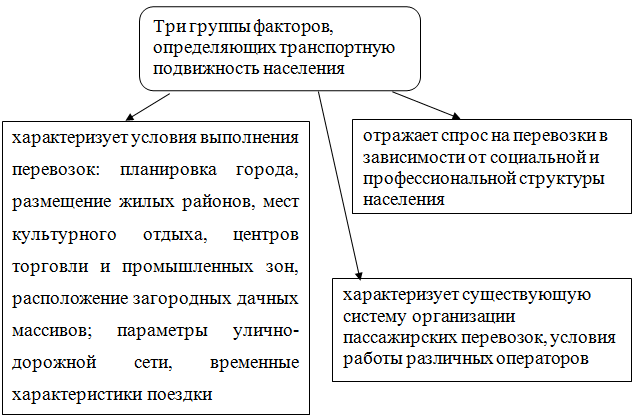 Три группы факторов,
определяющих транспортную
подвижность населения
характеризует условия выполнения
перевозок: планировка города,
размещение жилых районов, мест
культурного отдыха, центров
торговли и промышленных зон,
расположение загородных дачных
массивов; параметры улично-
дорожной сети, временные
характеристики поездки
отражает спрос на перевозки в
зависимости от социальной и
профессиональной структуры
населения
характеризует существующую
систему организации
пассажирских перевозок, условия
работы различных операторов